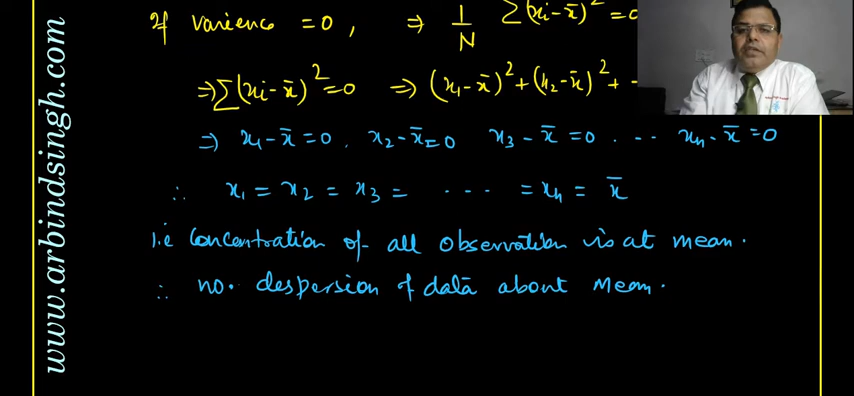 If varience = 0, ⇒ 1/N Σ(xi - x̄)² = 0
⇒ Σ(xi - x̄)² = 0 ⇒ (x₁ - x̄)² + (x₂ - x̄)² +
⇒ x₁ - x̄ = 0, x₂ - x̄ = 0 x₃ - x̄ = 0 . .. xₙ - x̄ = 0
∴ x₁ = x₂ = x₃ = ... = xₙ = x̄
i.e concentration of all observation is at mean.
∴ no. despersion of data about mean.
www.arbindsingh.com